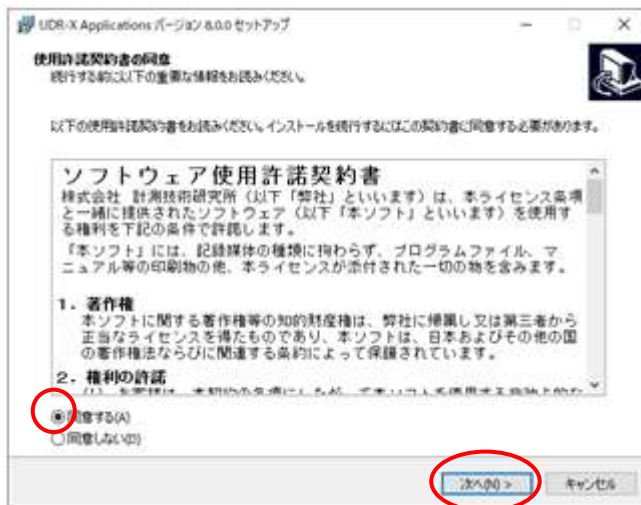 UDR-X Applications バージョン 8.0.0 セットアップ
使用許諾契約書の同意
続行する前に以下の重要な情報をお読みください。
以下の使用許諾契約書をお読みください。インストールを続行するにはこの契約書に同意する必要があります。
ソフトウェア使用許諾契約書
株式会社 計測技術研究所(以下「弊社」といいます)は、本ライセンス条項
と一緒に提供されたソフトウェア(以下「本ソフト」といいます)を使用す
る権利を下記の条件で許諾します。
「本ソフト」には、記録媒体の種類に拘わらず、プログラムファイル、マ
ニュアル等の印刷物の他、本ライセンスが添付された一切の物を含みます。
1. 著作権
本ソフトに関する著作権等の知的財産権は、弊社に帰属し又は第三者から
正当なライセンスを得たものであり、本ソフトは、日本およびその他の国
の著作権法ならびに関連する条約によって保護されています。
2. 権利の許諾
同意する(A)
同意しない(D)
次へ(N) >
キャンセル